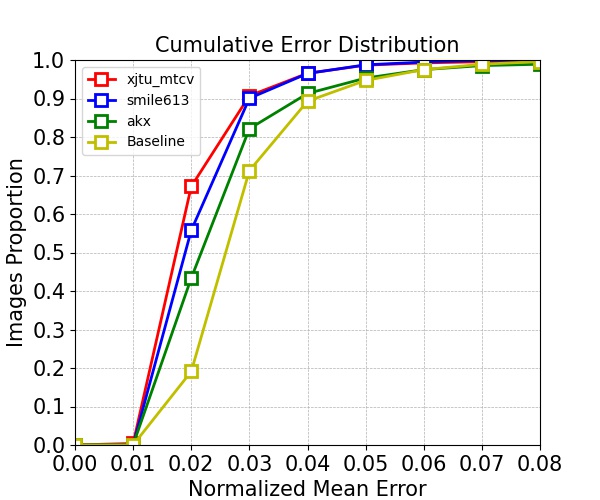 Cumulative Error Distribution
1.0
0.9
0.8
0.7
0.6
0.5
0.4
0.3
0.2
0.1
0.0
Images Proportion
xjtu_mtcv
smile613
akx
Baseline
0.00 0.01 0.02 0.03 0.04 0.05 0.06 0.07 0.08
Normalized Mean Error